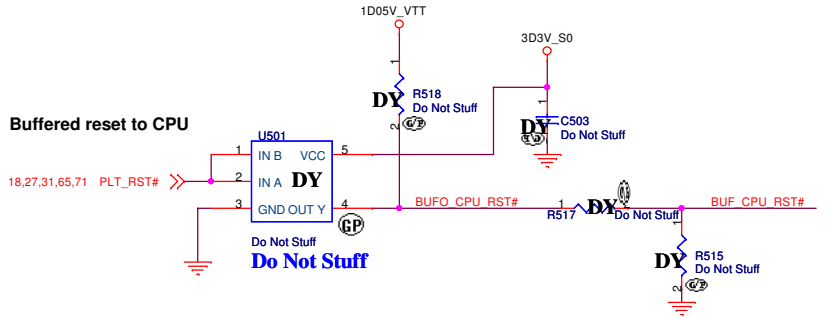 1D05V_VTT
3D3V_S0
1
R518
DY
Do Not Stuff
2
G/P
1
C503
DY
Do Not Stuff
Buffered reset to CPU
U501
1 IN B VCC 5
18,27,31,65,71 PLT_RST# 2 IN A DY
3 GND OUT Y 4 BUFO_CPU_RST# 1 DY 2 BUF_CPU_RST#
GP
R517 Do Not Stuff
Do Not Stuff
Do Not Stuff
1
R515
DY
Do Not Stuff
2
G/P